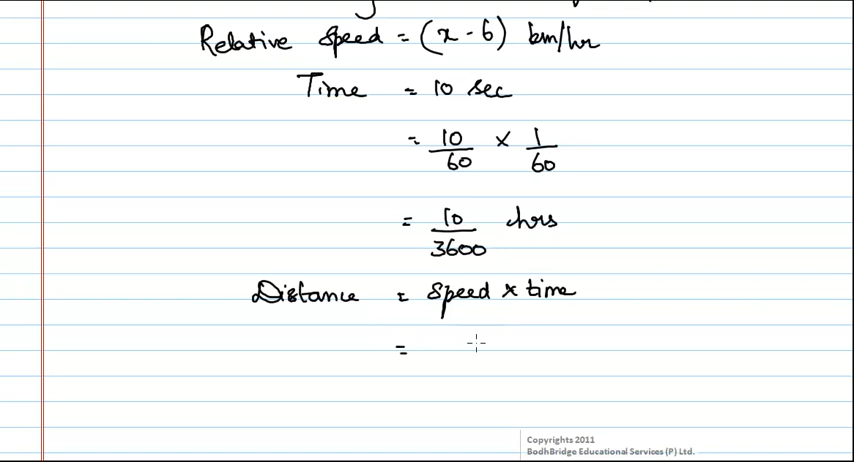 Relative Speed = (x - 6) km/hr
Time = 10 sec
= 10/60 × 1/60
= 10/3600 hrs
Distance = Speed × time
=
Copyrights 2011
BodhBridge Educational Services (P) Ltd.